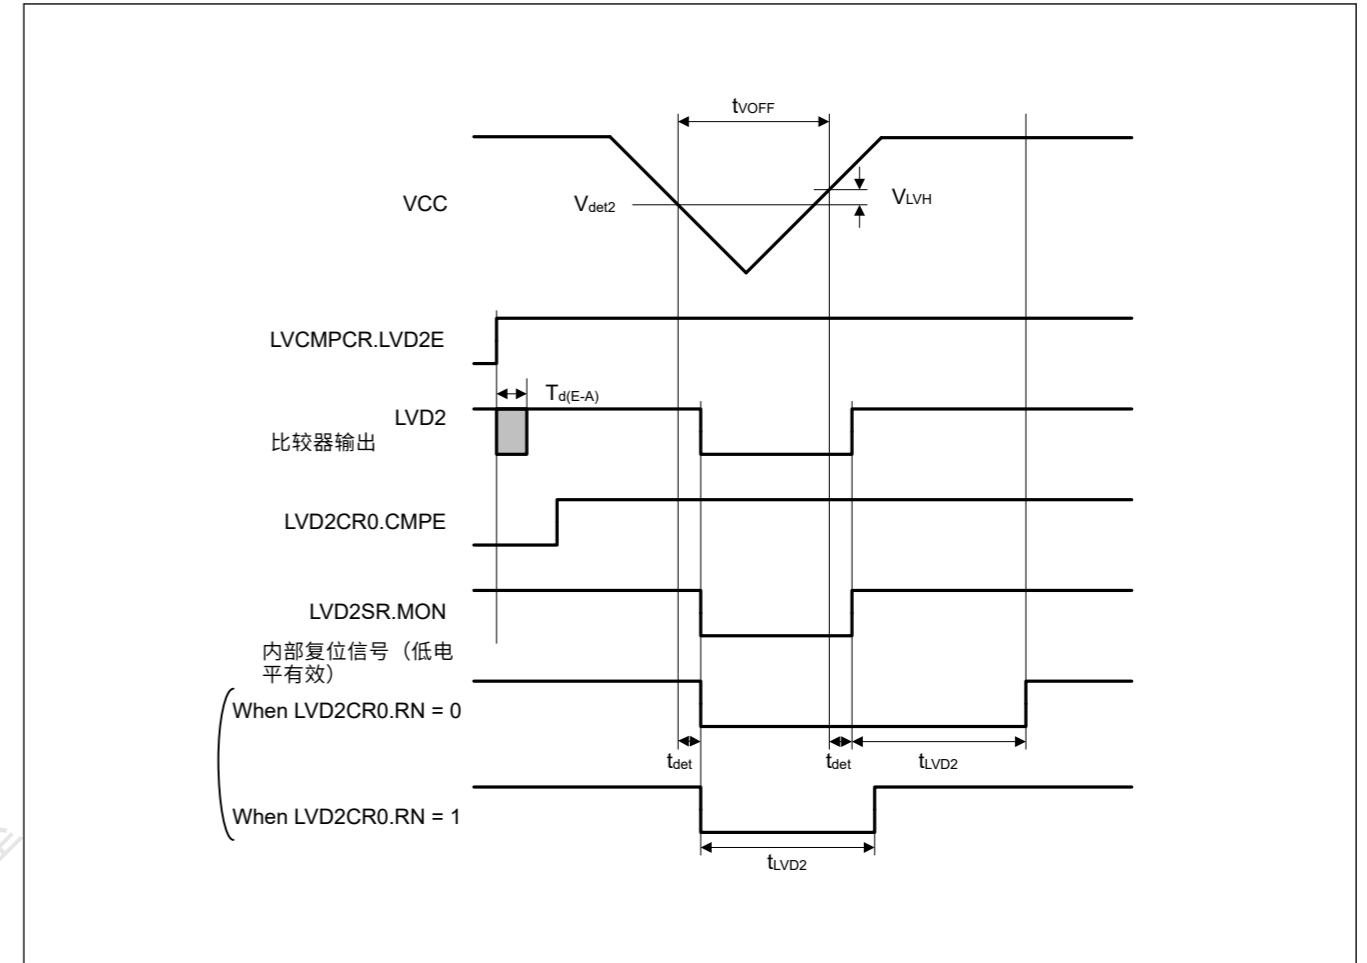 tVOFF
VCC
Vdet2
VLVH
LVCMPCR.LVD2E
Td(E-A)
LVD2
比较器输出
LVD2CR0.CMPE
LVD2SR.MON
内部复位信号（低电
平有效）
When LVD2CR0.RN = 0
tdet
tdet
tLVD2
When LVD2CR0.RN = 1
tLVD2